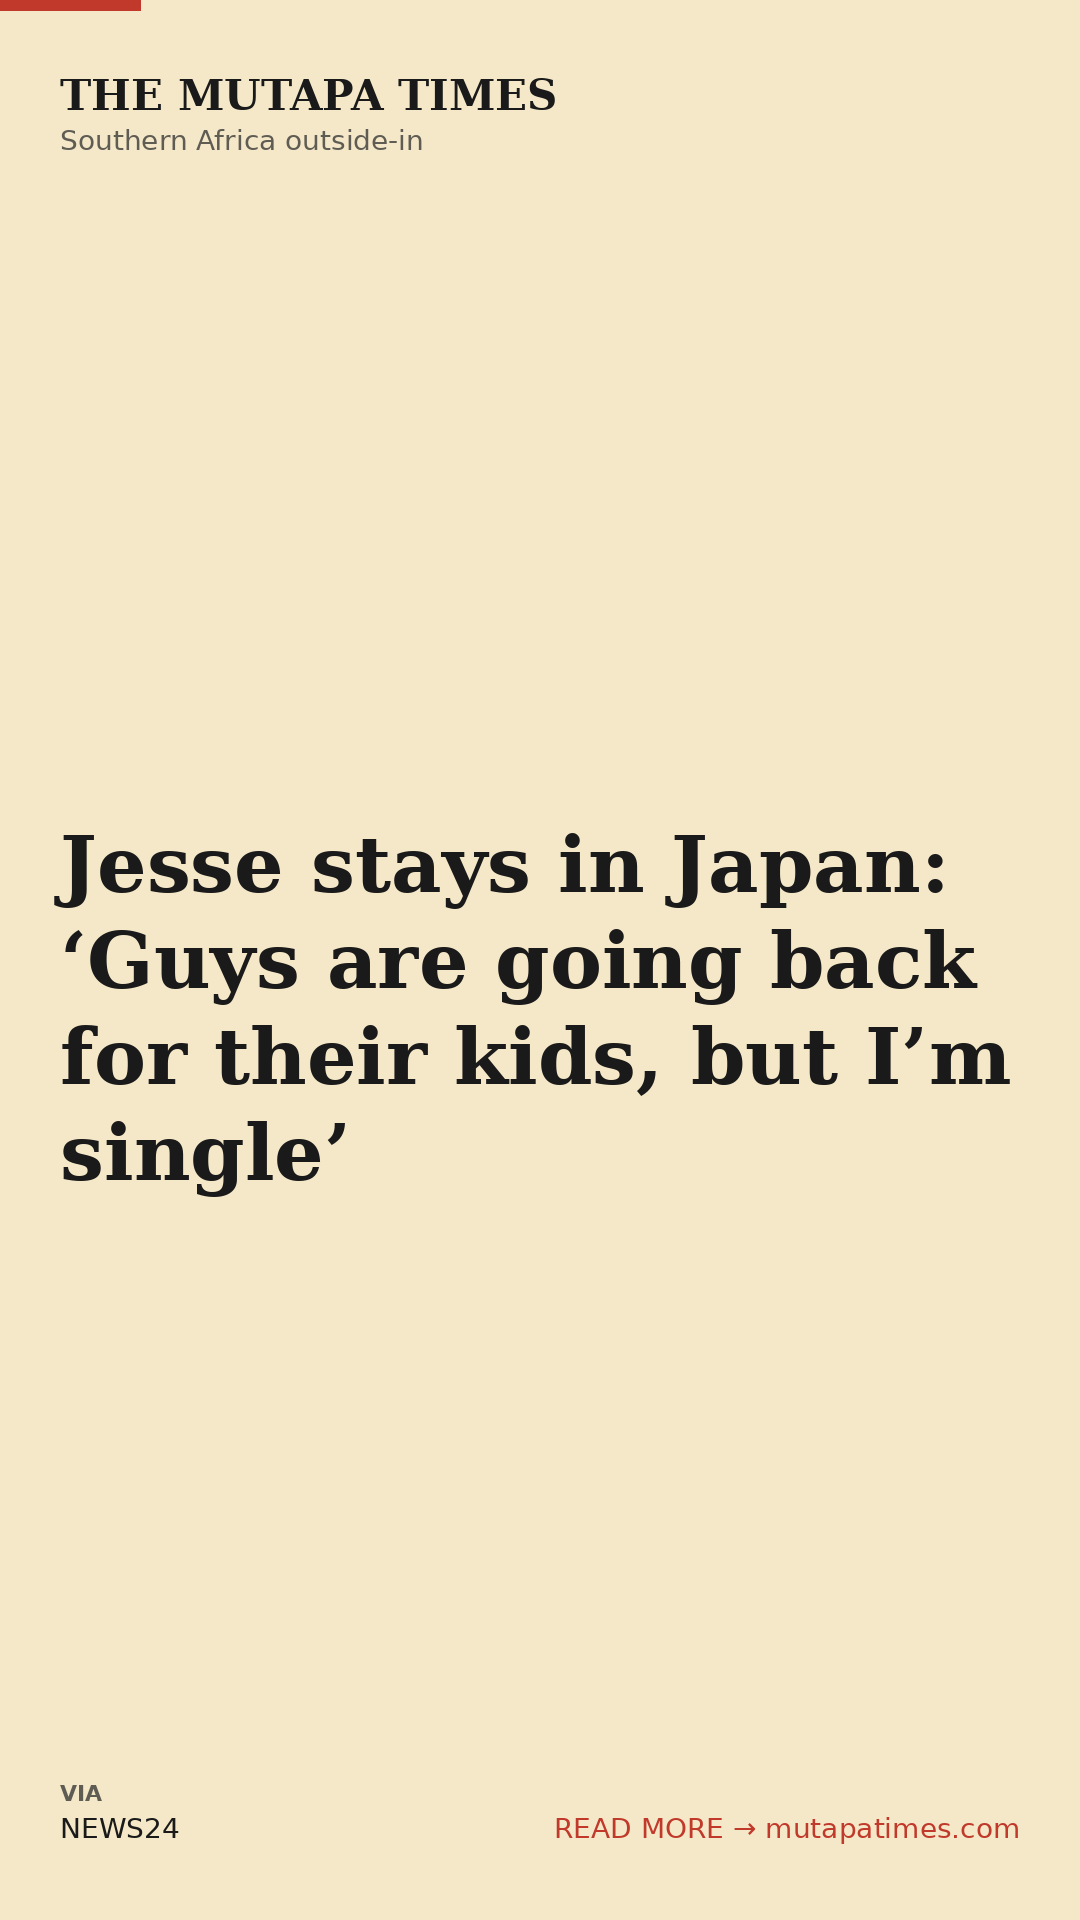 THE MUTAPA TIMES
Southern Africa outside-in
Jesse stays in Japan:
‘Guys are going back
for their kids, but I’m
single’
VIA
NEWS24
READ MORE → mutapatimes.com